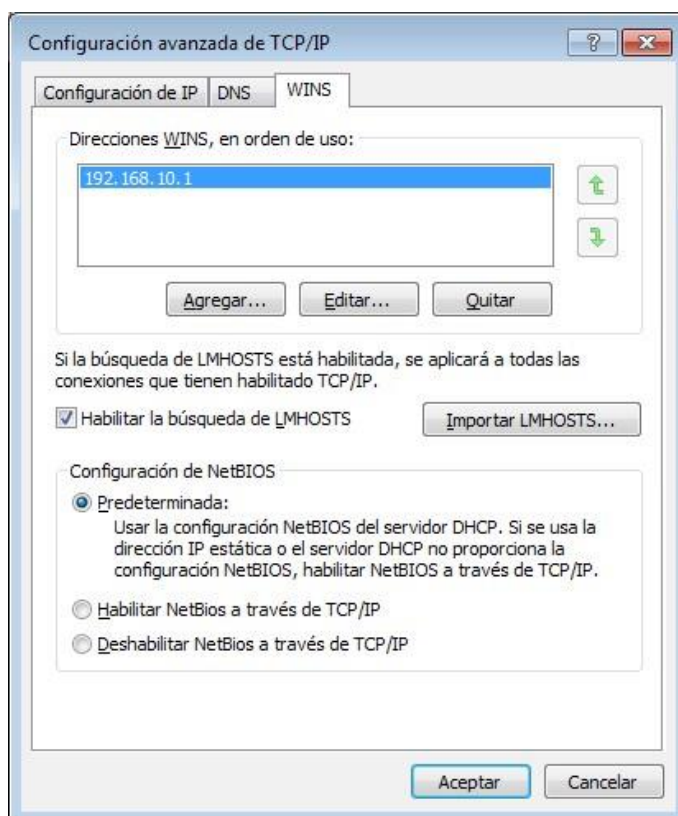 Configuración avanzada de TCP/IP
Configuración de IP
DNS
WINS
Direcciones WINS, en orden de uso:
192.168.10.1
Agregar...
Editar...
Quitar
Si la búsqueda de LMHOSTS está habilitada, se aplicará a todas las
conexiones que tienen habilitado TCP/IP.
Habilitar la búsqueda de LMHOSTS
Importar LMHOSTS...
Configuración de NetBIOS
Predeterminada:
Usar la configuración NetBIOS del servidor DHCP. Si se usa la
dirección IP estática o el servidor DHCP no proporciona la
configuración NetBIOS, habilitar NetBIOS a través de TCP/IP.
Habilitar NetBios a través de TCP/IP
Deshabilitar NetBios a través de TCP/IP
Aceptar
Cancelar